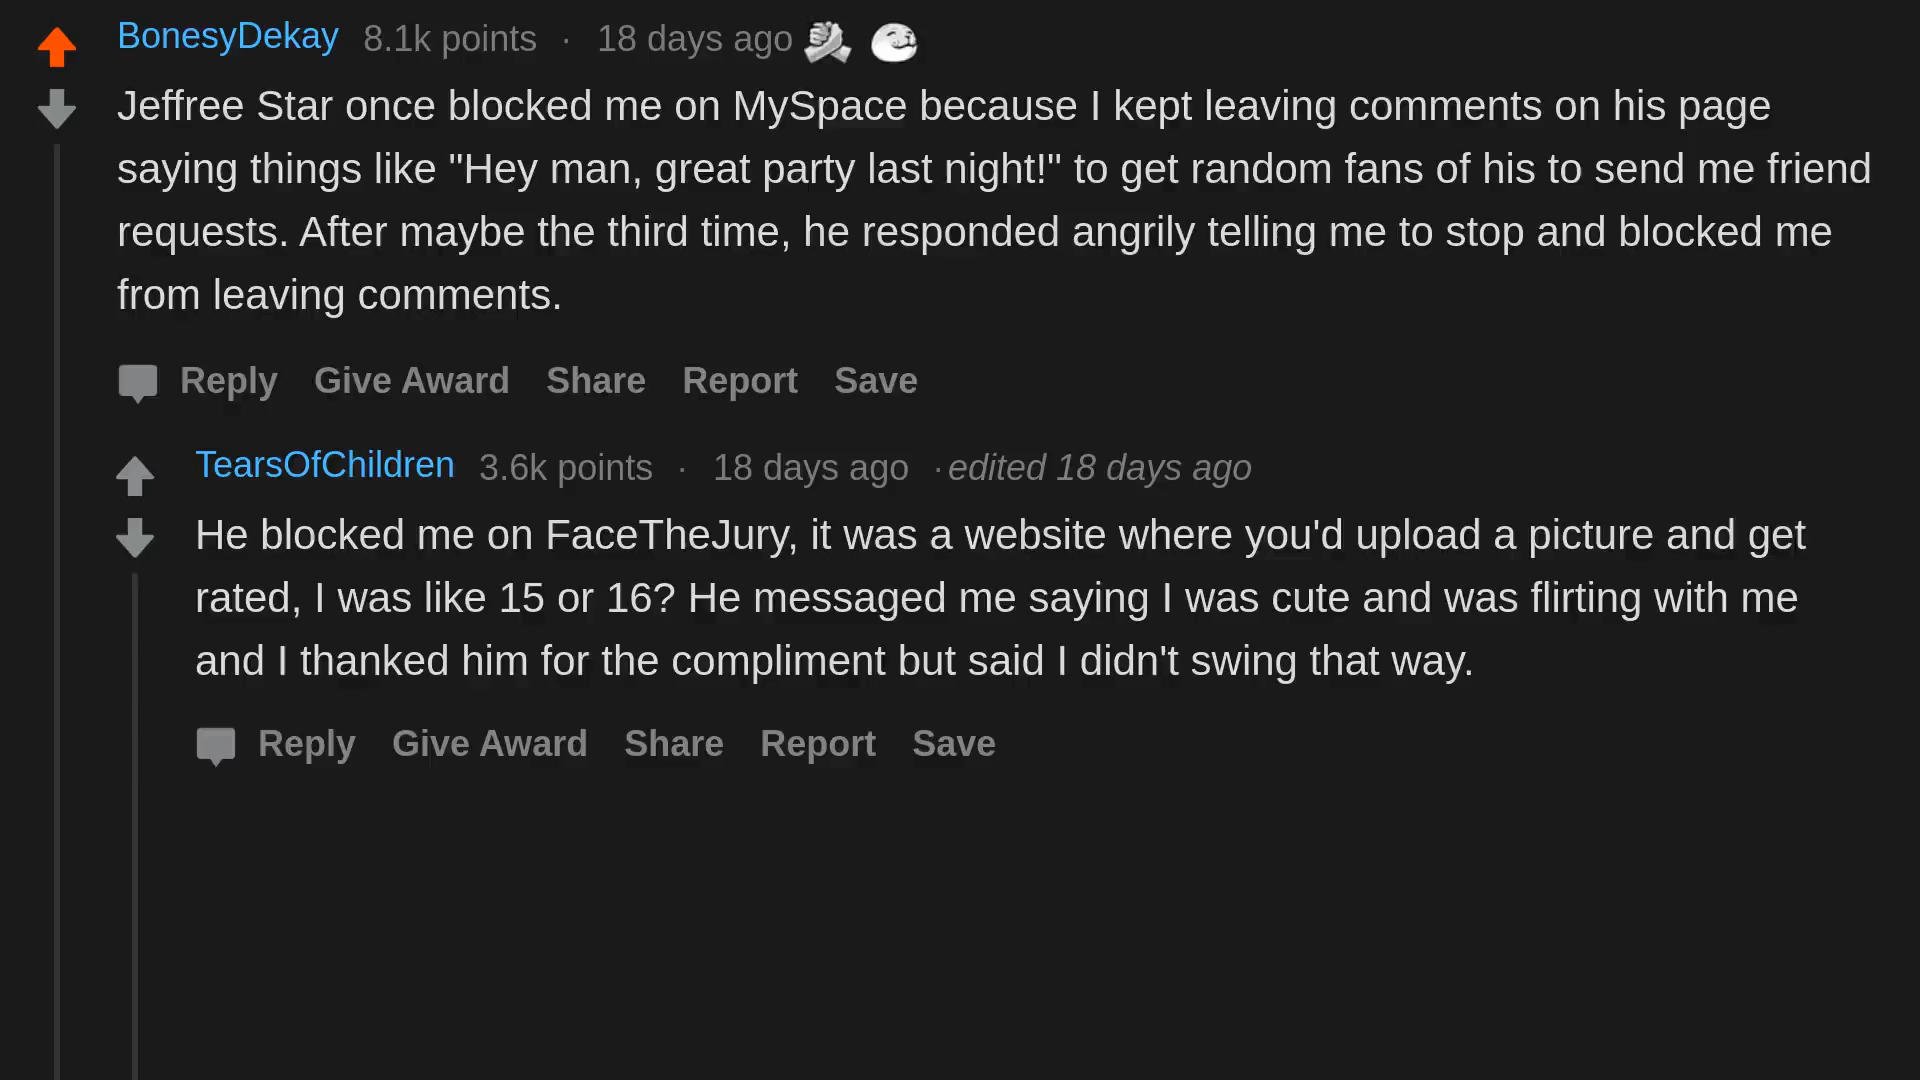 BonesyDekay 8.1k points · 18 days ago
Jeffree Star once blocked me on MySpace because I kept leaving comments on his page
saying things like "Hey man, great party last night!" to get random fans of his to send me friend
requests. After maybe the third time, he responded angrily telling me to stop and blocked me
from leaving comments.
Reply Give Award Share Report Save
TearsOfChildren 3.6k points · 18 days ago · edited 18 days ago
He blocked me on FaceTheJury, it was a website where you'd upload a picture and get
rated, I was like 15 or 16? He messaged me saying I was cute and was flirting with me
and I thanked him for the compliment but said I didn't swing that way.
Reply Give Award Share Report Save